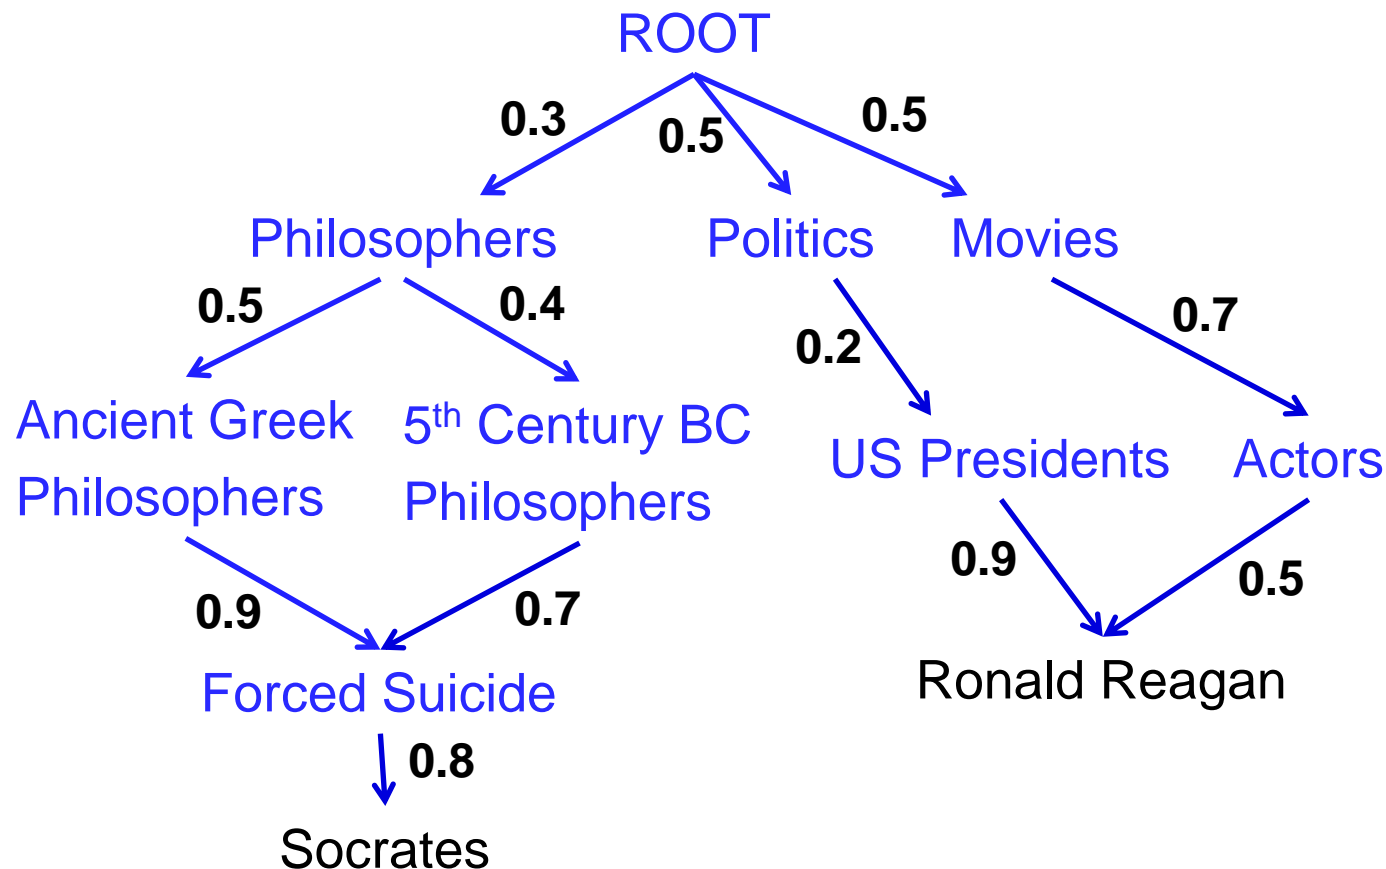 ROOT
0.3
0.5
0.5
Philosophers
Politics
Movies
0.5
0.4
0.2
0.7
Ancient Greek
Philosophers
5th Century BC
Philosophers
US Presidents
Actors
0.9
0.7
0.9
0.5
Forced Suicide
Ronald Reagan
0.8
Socrates